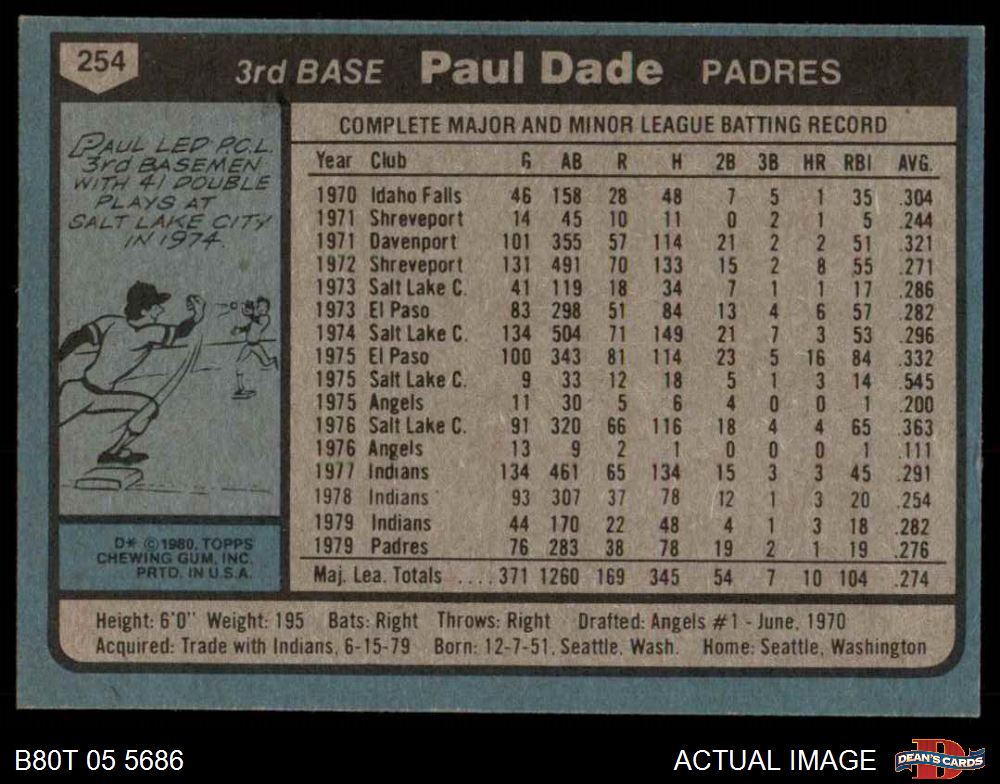 254
3rd BASE Paul Dade PADRES
PAUL LED P.C.L.
3rd BASEMEN
WITH 41 DOUBLE
PLAYS AT
SALT LAKE CITY
IN 1974.
D* © 1980, TOPPS
CHEWING GUM, INC.
PRTD. IN U.S.A.
COMPLETE MAJOR AND MINOR LEAGUE BATTING RECORD
Year Club G AB R H 2B 3B HR RBI AVG.
1970 Idaho Falls 46 158 28 48 7 5 1 35 .304
1971 Shreveport 14 45 10 11 0 2 1 5 .244
1971 Davenport 101 355 57 114 21 2 2 51 .321
1972 Shreveport 131 491 70 133 15 2 8 55 .271
1973 Salt Lake C. 41 119 18 34 7 1 1 17 .286
1973 El Paso 83 298 51 84 13 4 6 57 .282
1974 Salt Lake C. 134 504 71 149 21 7 3 53 .296
1975 El Paso 100 343 81 114 23 5 16 84 .332
1975 Salt Lake C. 9 33 12 18 5 1 3 14 .545
1975 Angels 11 30 5 6 4 0 0 1 .200
1976 Salt Lake C. 91 320 66 116 18 4 4 65 .363
1976 Angels 13 9 2 1 0 0 0 1 .111
1977 Indians 134 461 65 134 15 3 3 45 .291
1978 Indians 93 307 37 78 12 1 3 20 .254
1979 Indians 44 170 22 48 4 1 3 18 .282
1979 Padres 76 283 38 78 19 2 1 19 .276
Maj. Lea. Totals .... 371 1260 169 345 54 7 10 104 .274
Height: 6'0" Weight: 195 Bats: Right Throws: Right Drafted: Angels #1 - June, 1970
Acquired: Trade with Indians, 6-15-79 Born: 12-7-51, Seattle, Wash. Home: Seattle, Washington
B80T 05 5686 ACTUAL IMAGE DEAN'S CARDS